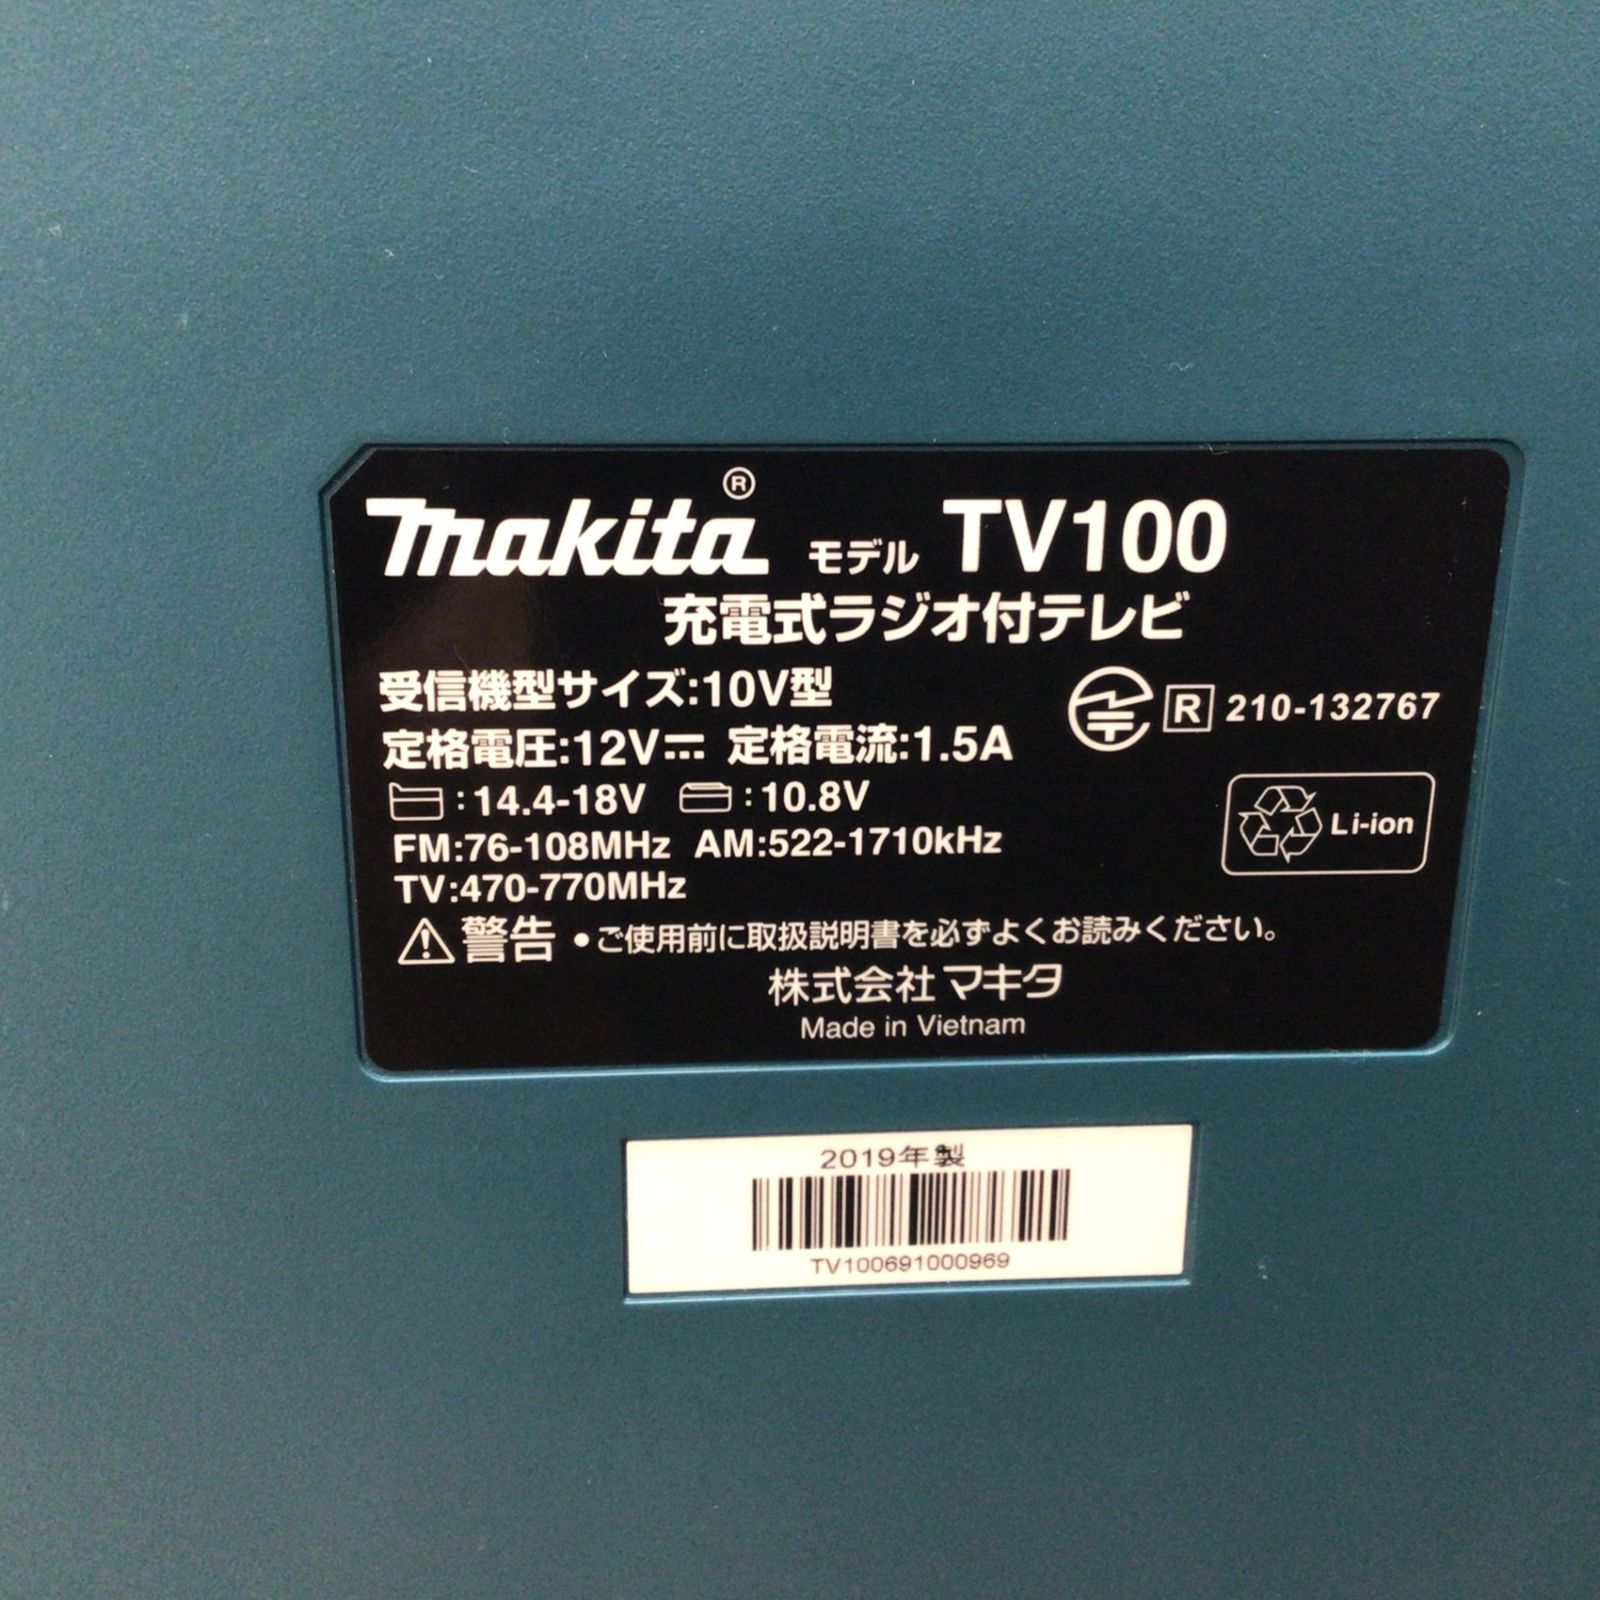 makita® モデル TV100
充電式ラジオ付テレビ
受信機型サイズ:10V型
R 210-132767
定格電圧:12V⎓ 定格電流:1.5A
:14.4-18V :10.8V
FM:76-108MHz AM:522-1710kHz
Li-ion
TV:470-770MHz
⚠警告 ●ご使用前に取扱説明書を必ずよくお読みください。
株式会社マキタ
Made in Vietnam
2019年製
TV100691000969